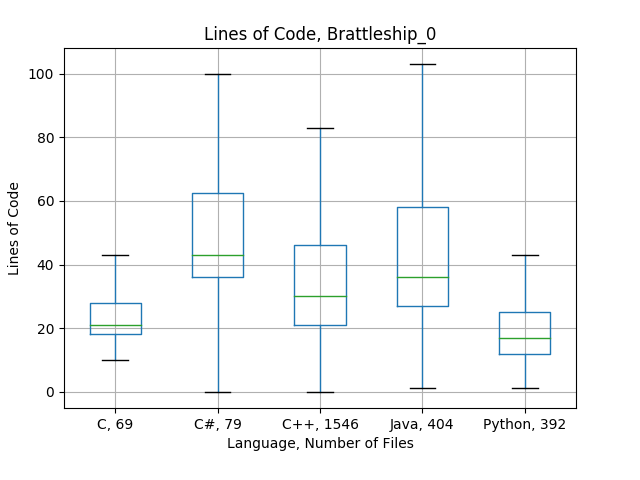 Lines of Code, Brattleship_0
100
80
60
40
20
0
Lines of Code
C, 69
C#, 79
C++, 1546
Java, 404
Python, 392
Language, Number of Files